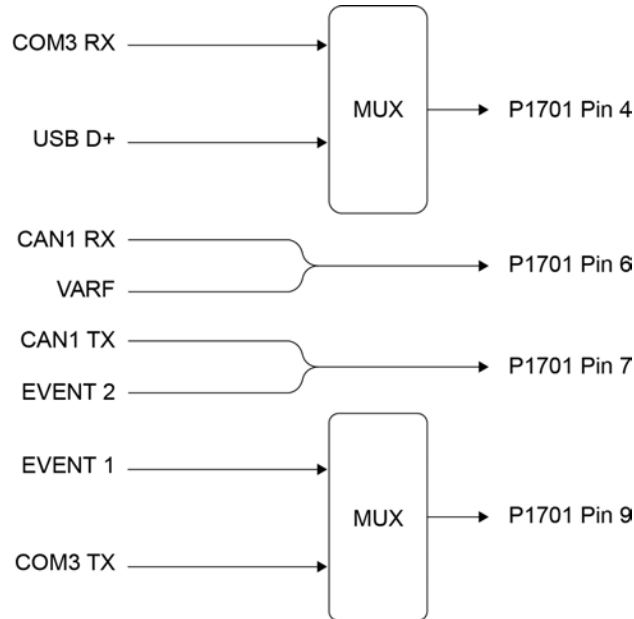 COM3 RX
MUX
P1701 Pin 4
USB D+
CAN1 RX
P1701 Pin 6
VARF
CAN1 TX
P1701 Pin 7
EVENT 2
EVENT 1
MUX
P1701 Pin 9
COM3 TX